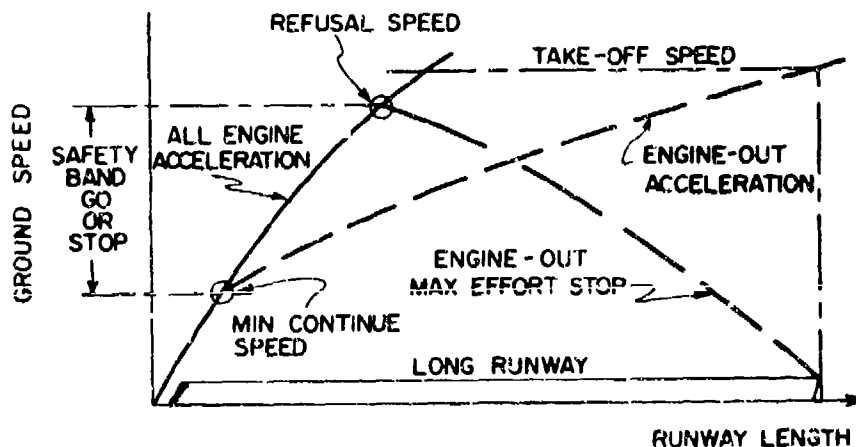 REFUSAL SPEED
TAKE-OFF SPEED
GROUND SPEED
SAFETY
BAND
GO
OR
STOP
ALL ENGINE
ACCELERATION
ENGINE-OUT
ACCELERATION
ENGINE-OUT
MAX EFFORT STOP
MIN CONTINUE
SPEED
LONG RUNWAY
RUNWAY LENGTH